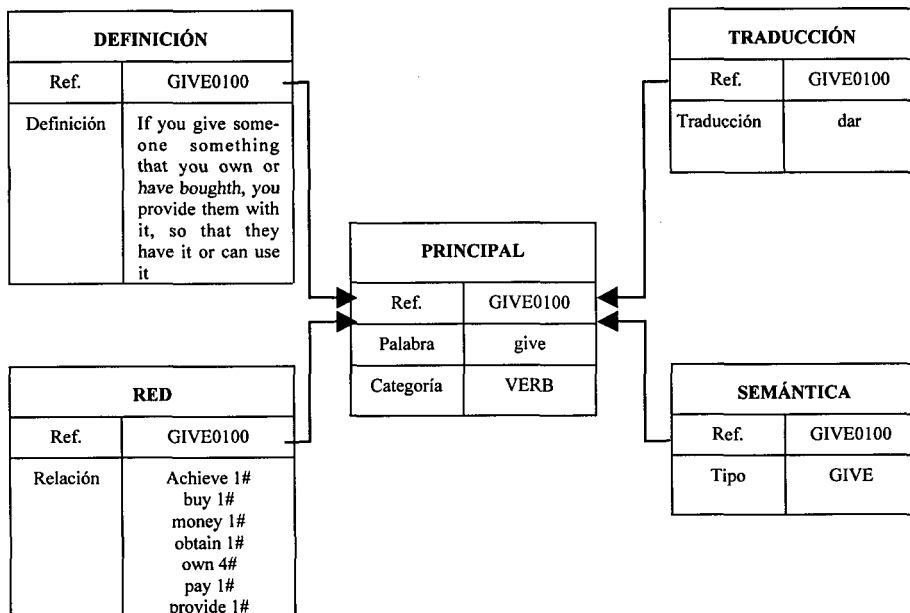 DEFINICIÓN
Ref. GIVE0100
Definición If you give some-
one something
that you own or
have boughth, you
provide them with
it, so that they
have it or can use
it
TRADUCCIÓN
Ref. GIVE0100
Traducción dar
PRINCIPAL
Ref. GIVE0100
Palabra give
Categoría VERB
RED
Ref. GIVE0100
Relación Achieve 1#
buy 1#
money 1#
obtain 1#
own 4#
pay 1#
provide 1#
SEMÁNTICA
Ref. GIVE0100
Tipo GIVE